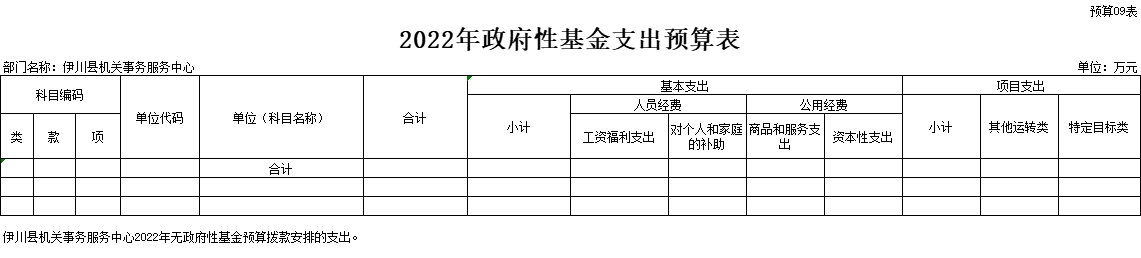 预算09表
2022年政府性基金支出预算表
部门名称：伊川县机关事务服务中心 单位：万元
科目编码 单位代码 单位（科目名称） 合计 基本支出 项目支出
小计 人员经费 公用经费 小计 其他运转类 特定目标类
类 款 项 工资福利支出 对个人和家庭的补助 商品和服务支出 资本性支出
合计
伊川县机关事务服务中心2022年无政府性基金预算拨款安排的支出。